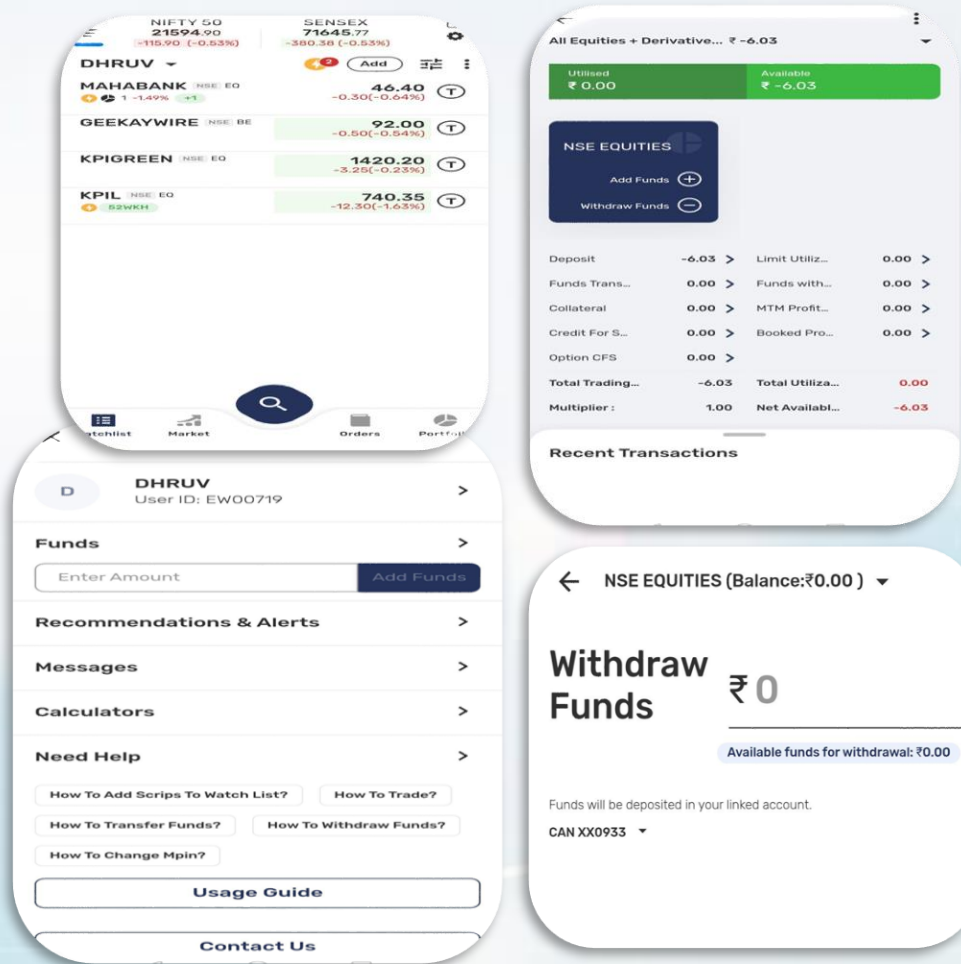 NIFTY 50 SENSEX
21594.90 71645.77
-115.90 (-0.53%) -380.38 (-0.53%)
DHRUV 2 Add
MAHABANK NSE EQ 46.40 T
1 -1.49% +1 -0.30(-0.64%)
GEEKAYWIRE NSE BE 92.00 T
-0.50(-0.54%)
KPIGREEN NSE EQ 1420.20 T
-3.25(-0.23%)
KPIL NSE EQ 740.35 T
52WKH -12.30(-1.63%)
Market Orders
All Equities + Derivative... ₹ -6.03
Utilised Available
₹ 0.00 ₹ -6.03
NSE EQUITIES
Add Funds
Withdraw Funds
Deposit -6.03 > Limit Utiliz... 0.00 >
Funds Trans... 0.00 > Funds with... 0.00 >
Collateral 0.00 > MTM Profit... 0.00 >
Credit For S... 0.00 > Booked Pro... 0.00 >
Option CFS 0.00 >
Total Trading... -6.03 Total Utiliza... 0.00
Multiplier : 1.00 Net Availabl... -6.03
Recent Transactions
D DHRUV >
User ID: EW00719
Funds >
Enter Amount Add Funds
Recommendations & Alerts >
Messages >
Calculators >
Need Help >
How To Add Scrips To Watch List? How To Trade?
How To Transfer Funds? How To Withdraw Funds?
How To Change Mpin?
Usage Guide
Contact Us
NSE EQUITIES (Balance:₹0.00 )
Withdraw
Funds
₹ 0
Available funds for withdrawal: ₹0.00
Funds will be deposited in your linked account.
CAN XX0933